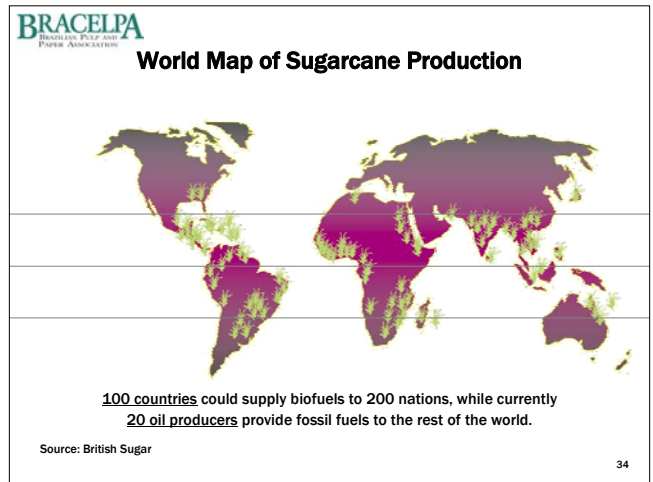 BRACELPA
BRAZILIAN PULP AND
PAPER ASSOCIATION
World Map of Sugarcane Production
100 countries could supply biofuels to 200 nations, while currently
20 oil producers provide fossil fuels to the rest of the world.
Source: British Sugar
34